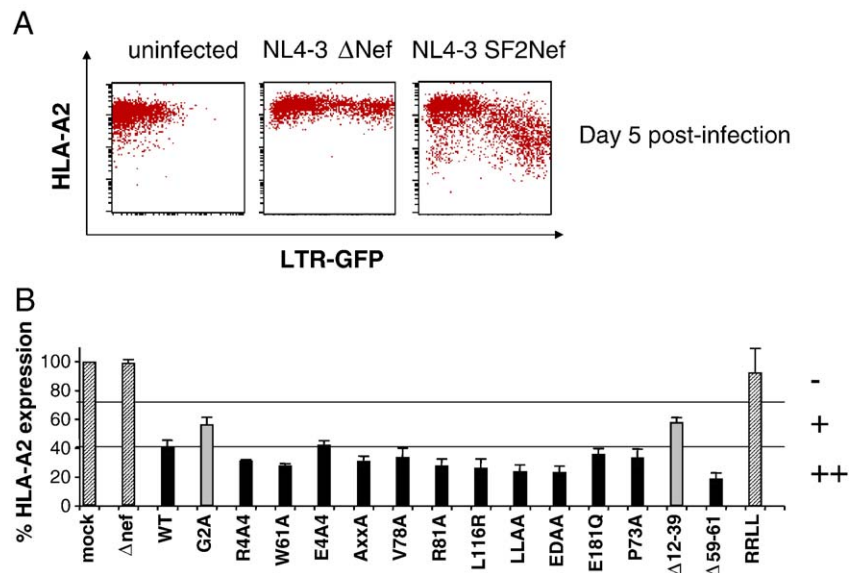 A
uninfected NL4-3 ΔNef NL4-3 SF2Nef
HLA-A2
Day 5 post-infection
LTR-GFP
B
% HLA-A2 expression
100
80
60
40
20
0
-
+
++
mock Δnef WT G2A R4A4 W61A E4A4 AxxA V78A R81A L116R LLAA EDAA E181Q P73A Δ12-39 Δ59-61 RRLL